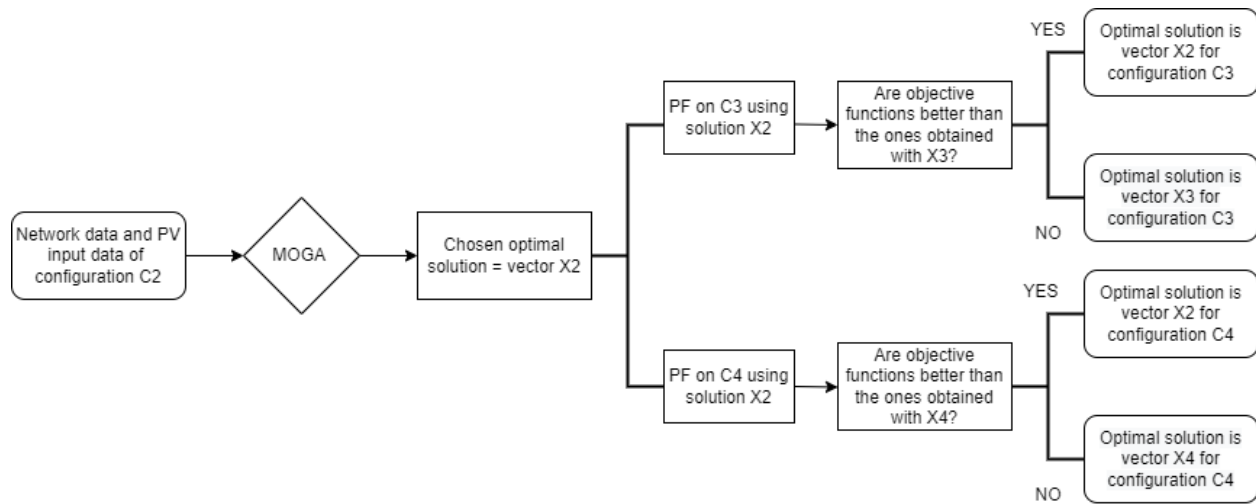 Network data and PV
input data of
configuration C2
MOGA
Chosen optimal
solution = vector X2
PF on C3 using
solution X2
Are objective
functions better than
the ones obtained
with X3?
YES
Optimal solution is
vector X2 for
configuration C3
NO
Optimal solution is
vector X3 for
configuration C3
PF on C4 using
solution X2
Are objective
functions better than
the ones obtained
with X4?
YES
Optimal solution is
vector X2 for
configuration C4
NO
Optimal solution is
vector X4 for
configuration C4